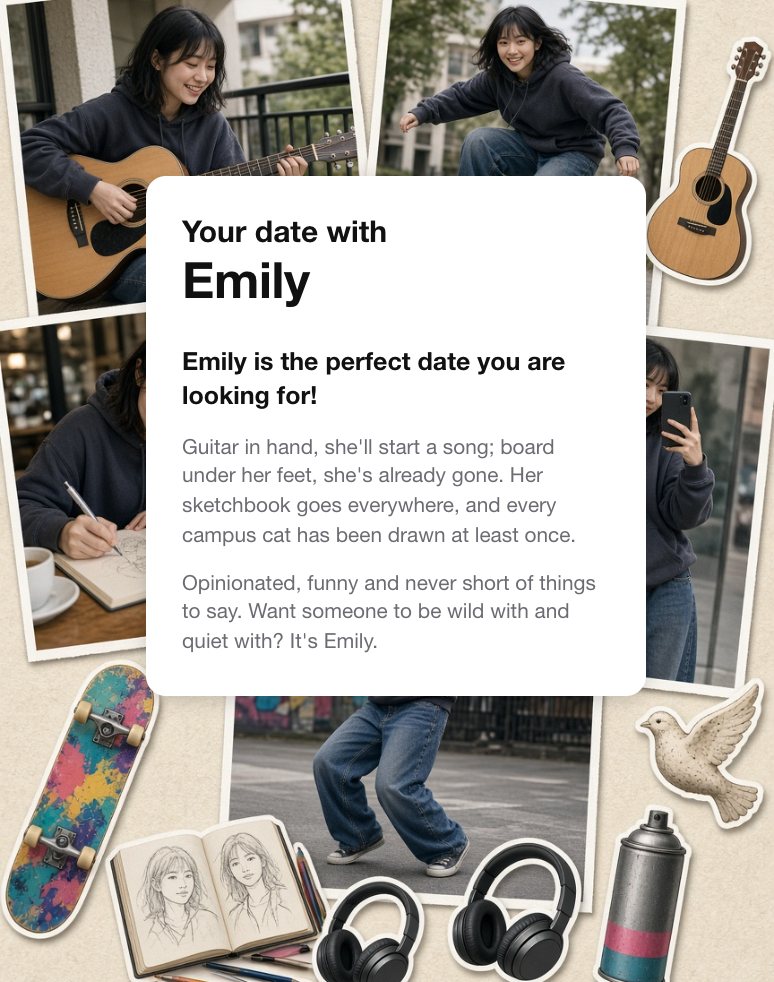 Your date with
Emily
Emily is the perfect date you are
looking for!
Guitar in hand, she'll start a song; board
under her feet, she's already gone. Her
sketchbook goes everywhere, and every
campus cat has been drawn at least once.
Opinionated, funny and never short of things
to say. Want someone to be wild with and
quiet with? It's Emily.